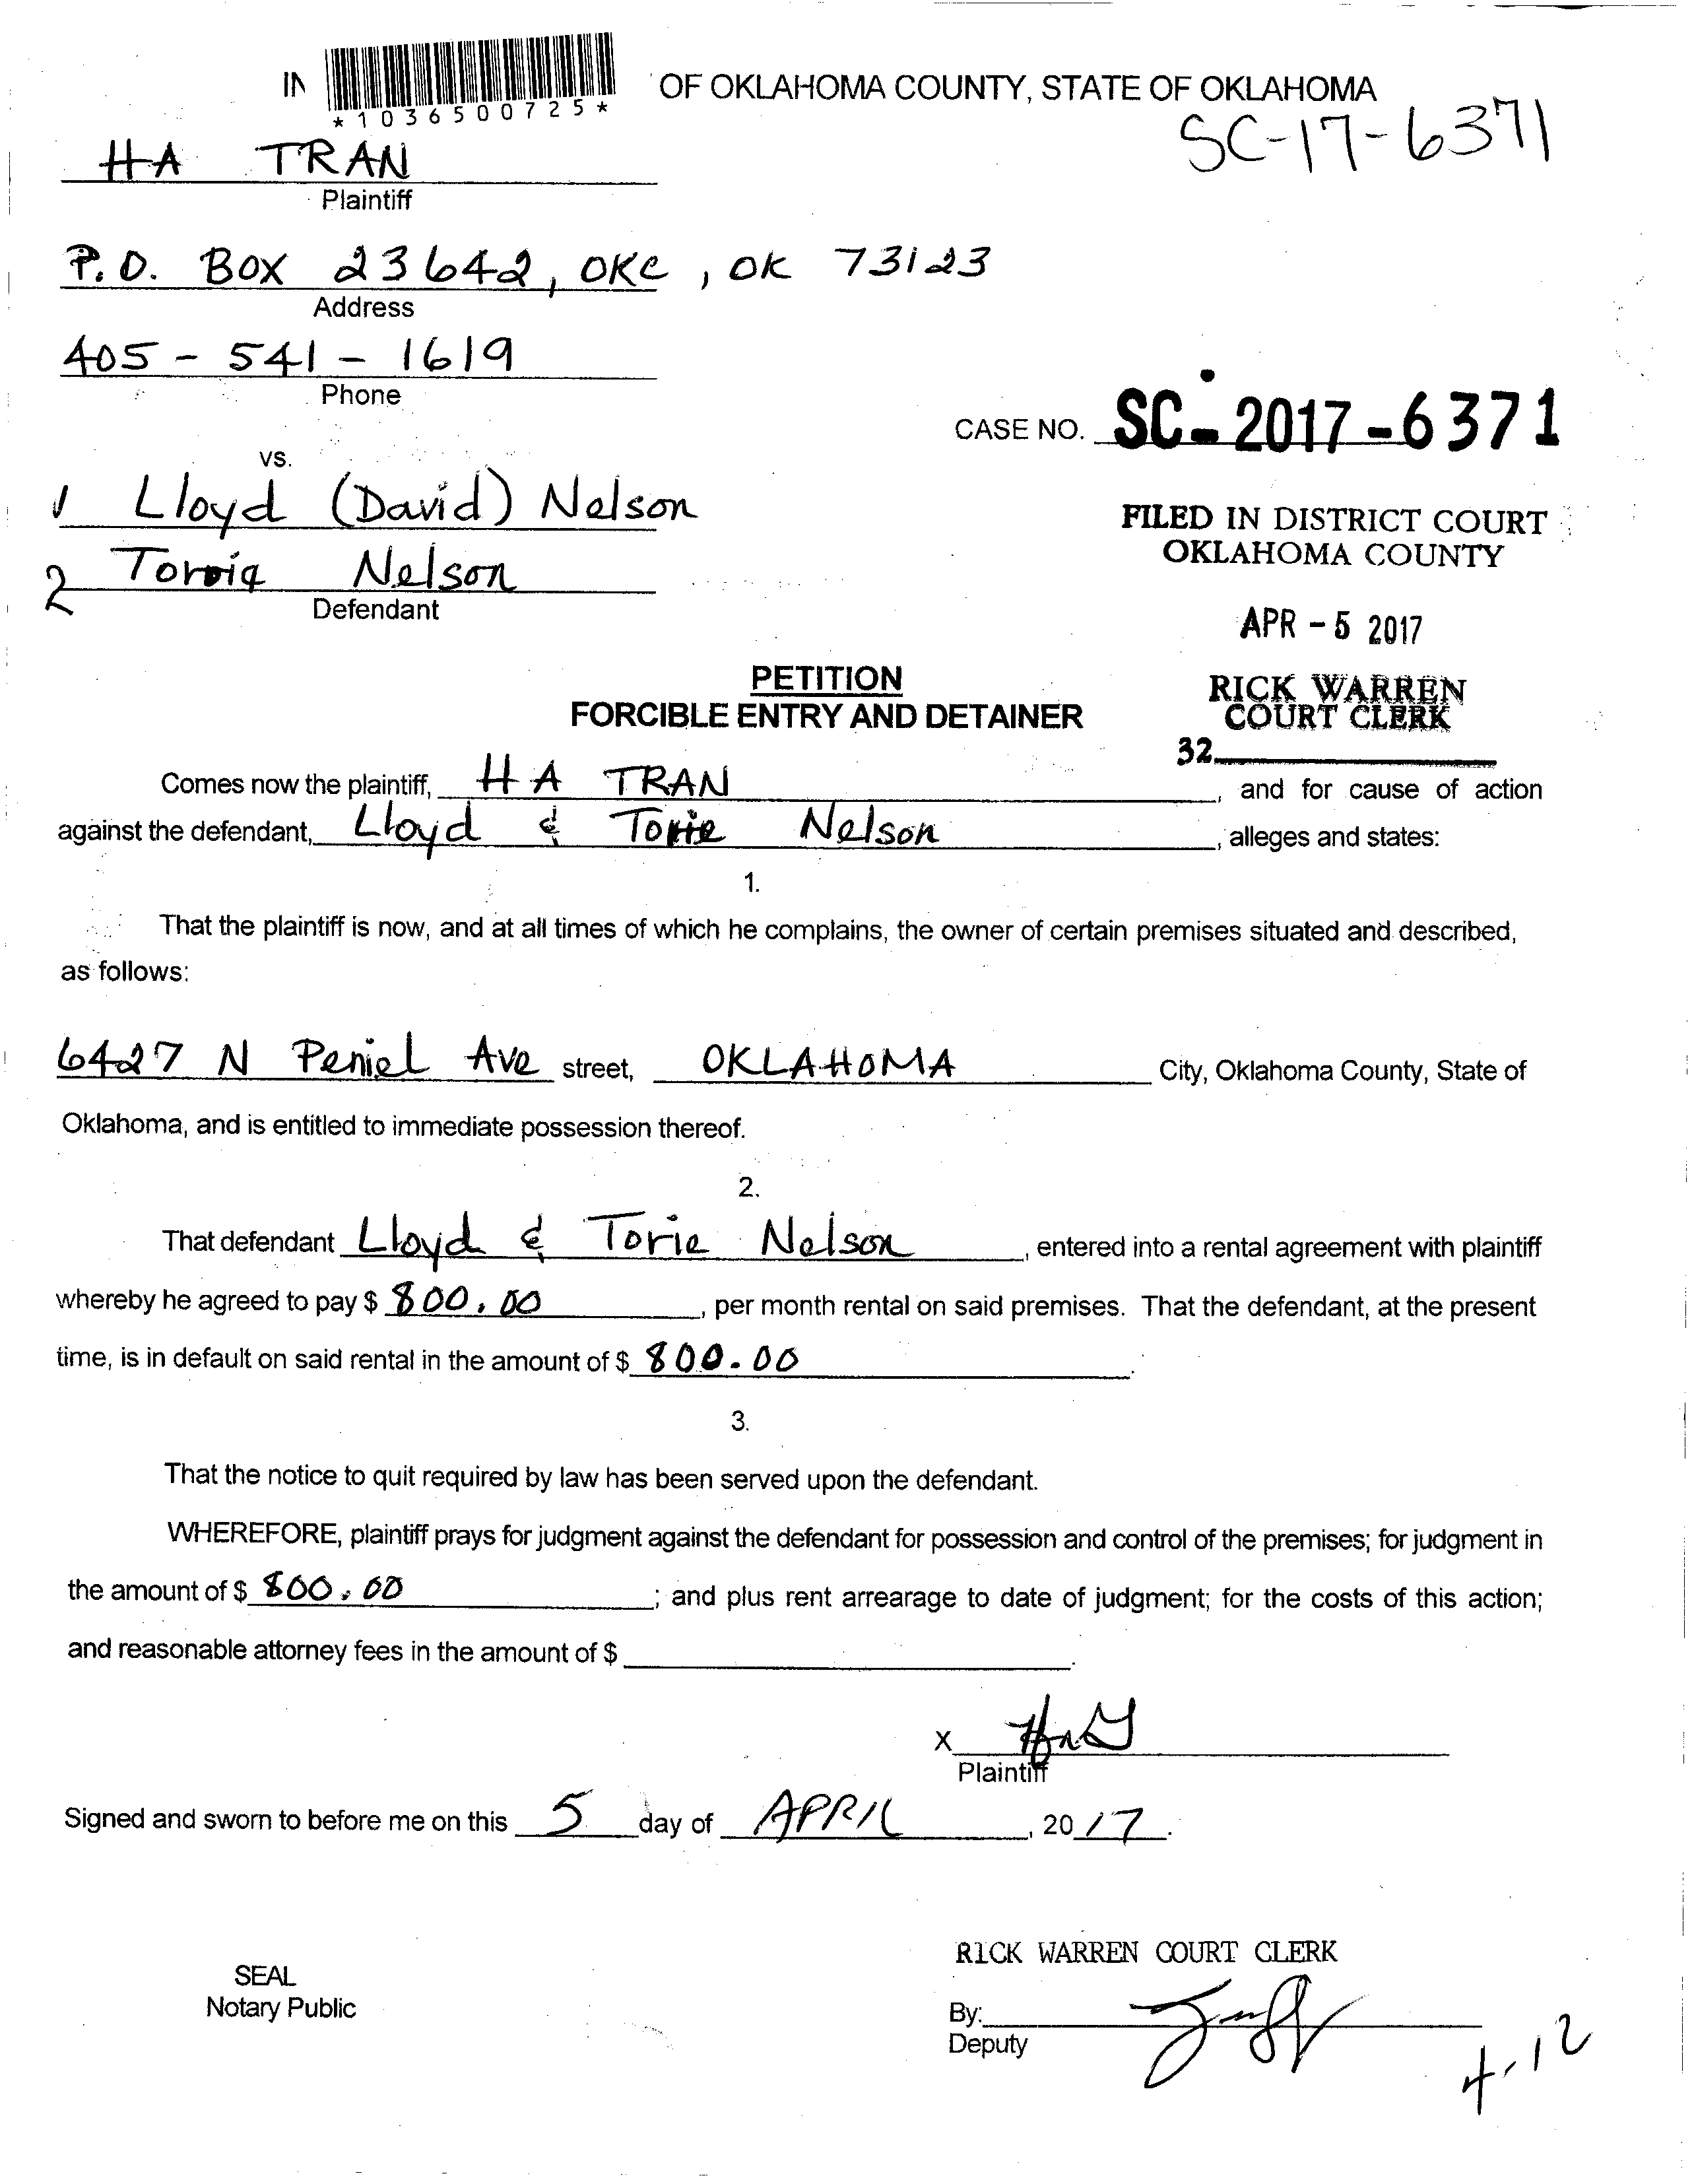 IN OF OKLAHOMA COUNTY, STATE OF OKLAHOMA
*1036500725*
SC-17-6371
HA TRAN
Plaintiff
P.O. BOX 23642, OKC, OK 73123
Address
405-541-1619
Phone
CASE NO. SC-2017-6371
vs.
1 Lloyd (David) Nelson
FILED IN DISTRICT COURT
OKLAHOMA COUNTY
2 Nelson
Defendant
APR - 5 2017
PETITION
FORCIBLE ENTRY AND DETAINER
RICK WARREN
COURT CLERK
32
Comes now the plaintiff, HA TRAN, and for cause of action
against the defendant, Lloyd & Torie Nelson, alleges and states:
1.
That the plaintiff is now, and at all times of which he complains, the owner of certain premises situated and described,
as follows:
6427 N Peniel Ave street, OKLAHOMA City, Oklahoma County, State of
Oklahoma, and is entitled to immediate possession thereof.
2.
That defendant Lloyd & Torie Nelson, entered into a rental agreement with plaintiff
whereby he agreed to pay $ 800.00, per month rental on said premises. That the defendant, at the present
time, is in default on said rental in the amount of $ 800.00.
3.
That the notice to quit required by law has been served upon the defendant.
WHEREFORE, plaintiff prays for judgment against the defendant for possession and control of the premises; for judgment in
the amount of $ 800.00; and plus rent arrearage to date of judgment; for the costs of this action;
and reasonable attorney fees in the amount of $.
X
Plaintiff
Signed and sworn to before me on this 5 day of APRIL, 2017.
RICK WARREN COURT CLERK
SEAL
Notary Public
By:
Deputy
4-12